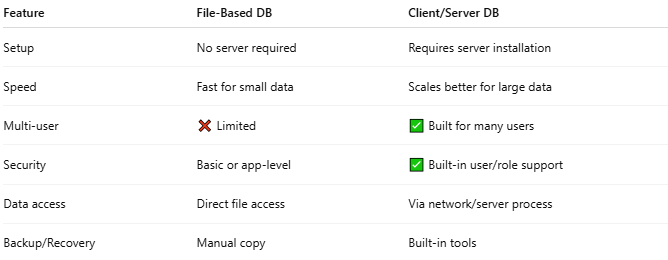 Feature File-Based DB Client/Server DB
Setup No server required Requires server installation
Speed Fast for small data Scales better for large data
Multi-user ❌ Limited ✅ Built for many users
Security Basic or app-level ✅ Built-in user/role support
Data access Direct file access Via network/server process
Backup/Recovery Manual copy Built-in tools